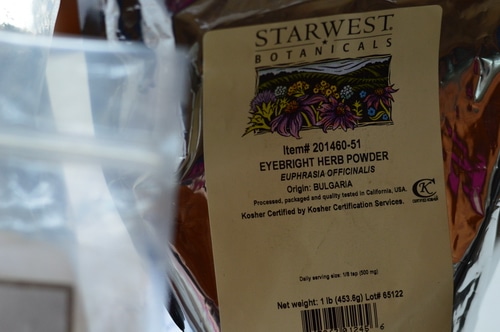 STARWEST
BOTANICALS
Item# 201460-51
EYEBRIGHT HERB POWDER
EUPHRASIA OFFICINALIS
Origin: BULGARIA
Processed, packaged and quality tested in California, USA.
Kosher Certified by Kosher Certification Services.
Daily serving size: 1/8 tsp (500 mg)
Net weight: 1 lb (453.6g) Lot# 65122